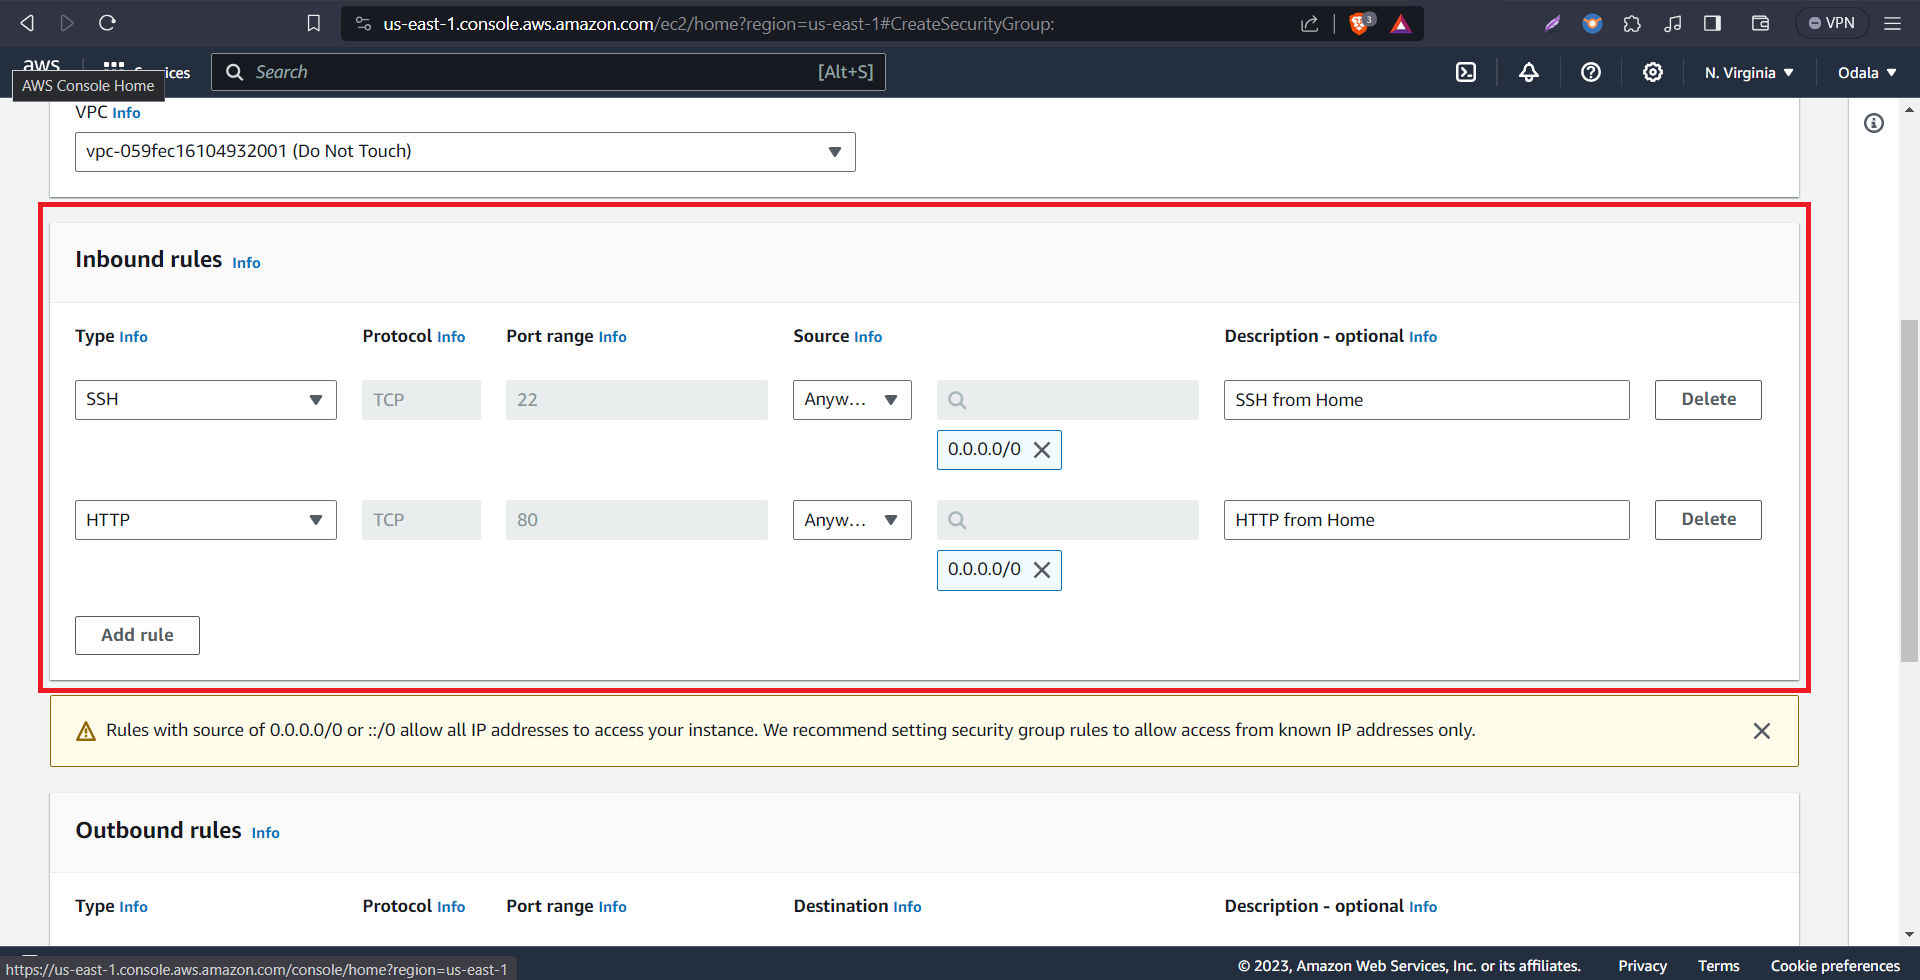 us-east-1.console.aws.amazon.com/ec2/home?region=us-east-1#CreateSecurityGroup:
3
VPN
aws
Services
Search
[Alt+S]
N. Virginia
Odala
AWS Console Home
VPC Info
vpc-059fec16104932001 (Do Not Touch)
Inbound rules Info
Type Info
Protocol Info
Port range Info
Source Info
Description - optional Info
SSH
TCP
22
Anyw...
SSH from Home
Delete
0.0.0.0/0
HTTP
TCP
80
Anyw...
HTTP from Home
Delete
0.0.0.0/0
Add rule
Rules with source of 0.0.0.0/0 or ::/0 allow all IP addresses to access your instance. We recommend setting security group rules to allow access from known IP addresses only.
Outbound rules Info
Type Info
Protocol Info
Port range Info
Destination Info
Description - optional Info
https://us-east-1.console.aws.amazon.com/console/home?region=us-east-1
© 2023, Amazon Web Services, Inc. or its affiliates.
Privacy
Terms
Cookie preferences